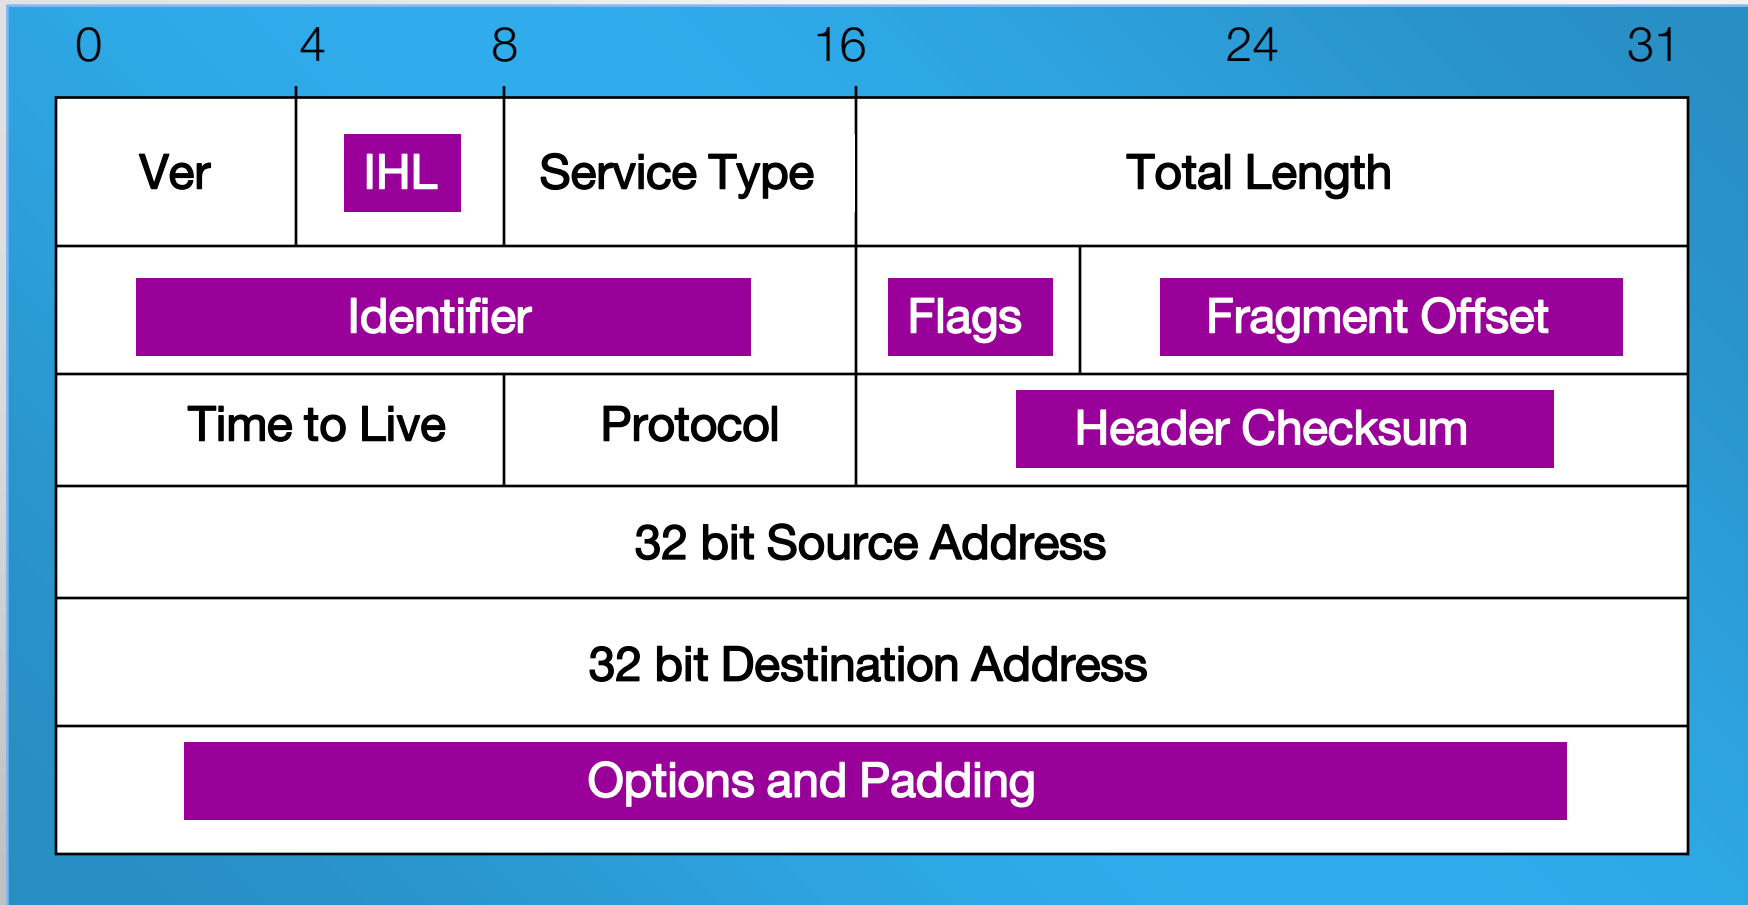 0 4 8 16 24 31
Ver IHL Service Type Total Length
Identifier Flags Fragment Offset
Time to Live Protocol Header Checksum
32 bit Source Address
32 bit Destination Address
Options and Padding